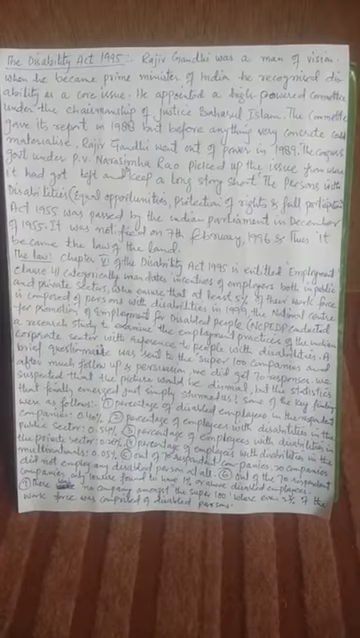 The Disability Act 1995:- Rajiv Gandhi was a man of vision.
when he became prime minister of India he recognised dis
ability as a core issue. He appointed a high powered committee
under the chairmanship of justice Baharul Islam. The committee
gave its report in 1988 but before anything very concrete could
materialise, Rajiv Gandhi went out of power in 1989. The congress
govt under P.V. Narasimha Rao picked up the issue from where
it had got left and keep a long story short The persons with
Disabilities (Equal opportunities, protection of rights & full participation
Act 1955 was passed by the indian parliament in December
of 1955. It was notified on 7th february, 1996 & Thus it
became the law of the land.
The law: Chapter VI of the Disability Act 1995 is entitled 'Employment'
clause 41 categorically mandates incentives of employers both in public
and private sectors, who ensure that at least 5% of their work force
is composed of persons with disabilities in 1999, the National Centre
for promotion of Employment for Disabled people (NCPEDP) conducted
a research study to examine the employment practices of the indian
corporate sector with reference to people with disabilities. A
brief questionnaire was sent to the super 100 companies and
after much follow up & persuasion, we did get 70 responses. we
suspected that the picture would be dismal, but the statistics
that finally emerged just simply us! some of the key findings
were as follows:- ① percentage of disabled employees in the respondent
companies: 0.40% ② percentage of employees with disabilities in the
public sector: 0.54% ③ percentage of employees with disabilities in
the private sector: 0.28% ④ percentage of employees with disabilities in the
multinationals: 0.05% ⑤ out of 70 respondent companies, 20 companies
did not employ any disabled person at all ⑥ out of the 70 respondent
companies only were found to have 1% or above disabled employees
⑦ There was no company amongst 'the super 100' where even 2% of the
work force was comprised of disabled persons.